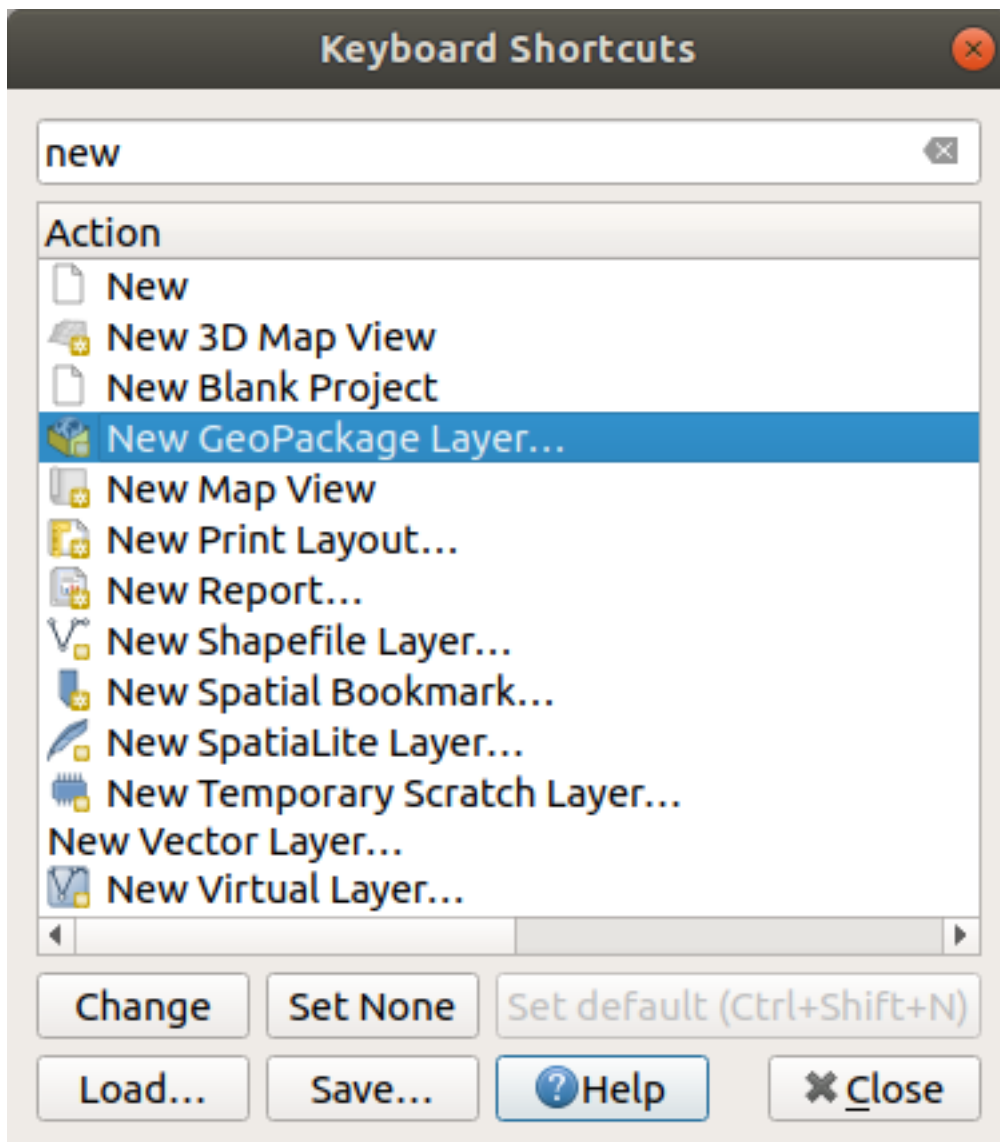 Keyboard Shortcuts
new
Action
New
New 3D Map View
New Blank Project
New GeoPackage Layer…
New Map View
New Print Layout…
New Report…
New Shapefile Layer…
New Spatial Bookmark…
New SpatiaLite Layer…
New Temporary Scratch Layer…
New Vector Layer…
New Virtual Layer…
Change Set None Set default (Ctrl+Shift+N)
Load… Save… Help Close